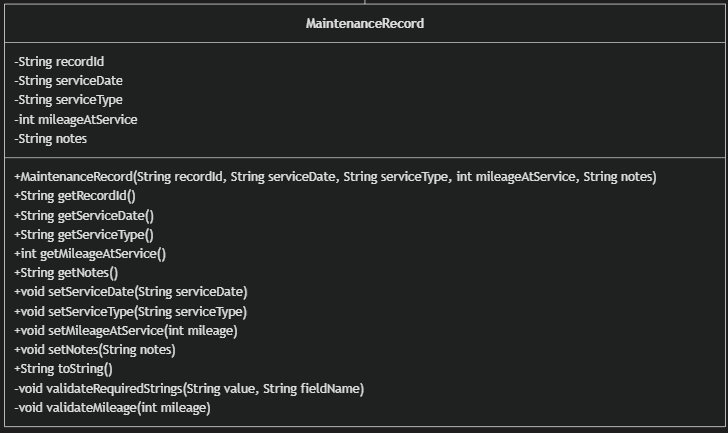 MaintenanceRecord
-String recordId
-String serviceDate
-String serviceType
-int mileageAtService
-String notes
+MaintenanceRecord(String recordId, String serviceDate, String serviceType, int mileageAtService, String notes)
+String getRecordId()
+String getServiceDate()
+String getServiceType()
+int getMileageAtService()
+String getNotes()
+void setServiceDate(String serviceDate)
+void setServiceType(String serviceType)
+void setMileageAtService(int mileage)
+void setNotes(String notes)
+String toString()
-void validateRequiredStrings(String value, String fieldName)
-void validateMileage(int mileage)